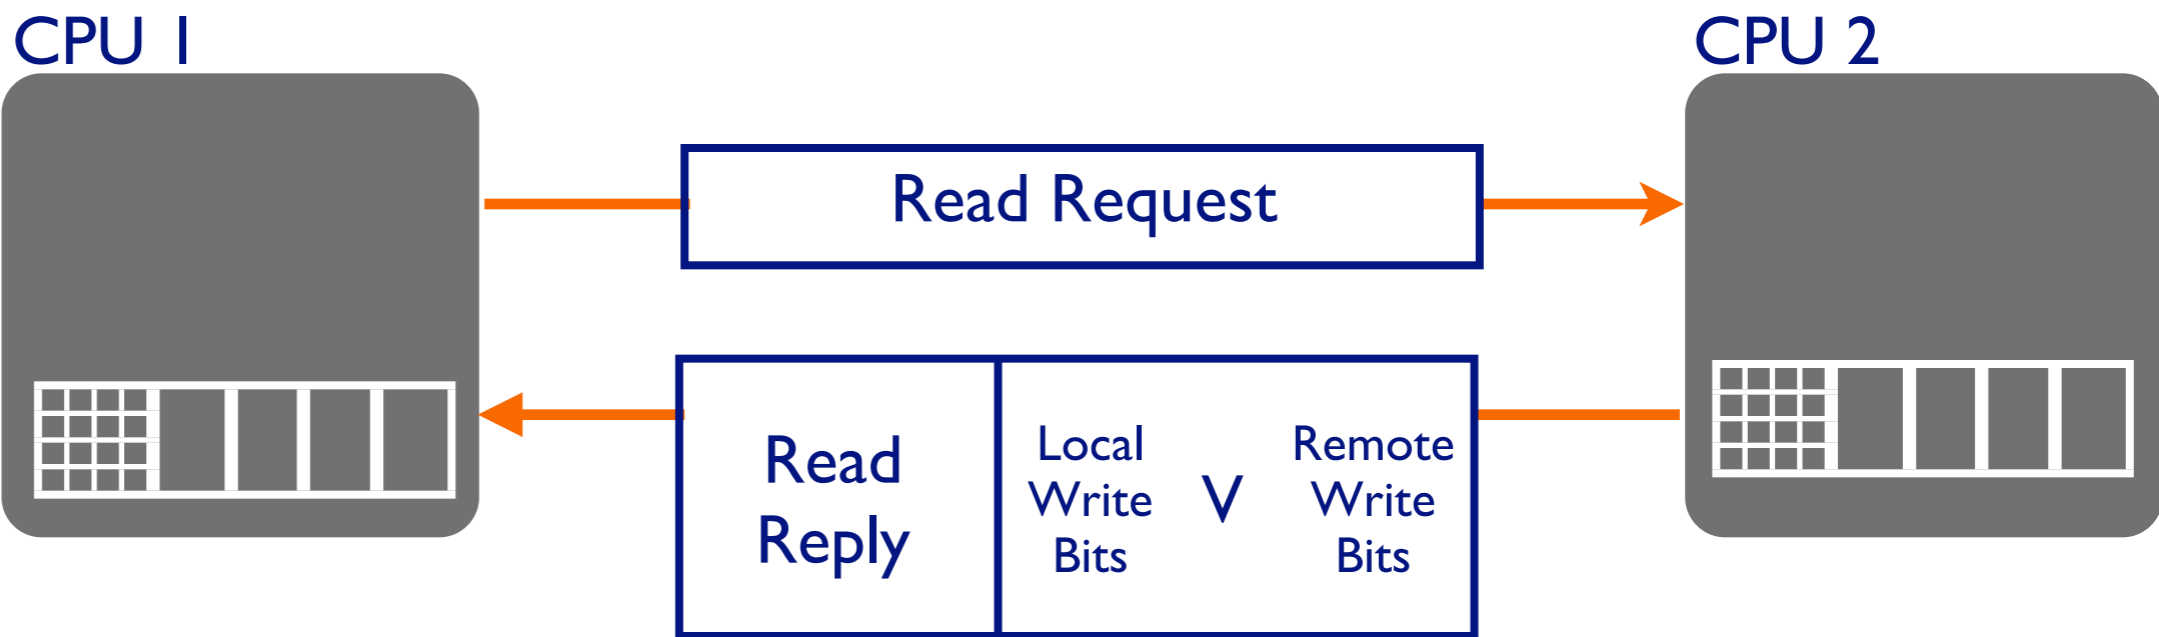 CPU 1
CPU 2
Read Request
Read
Reply
Local
Write
Bits
V
Remote
Write
Bits